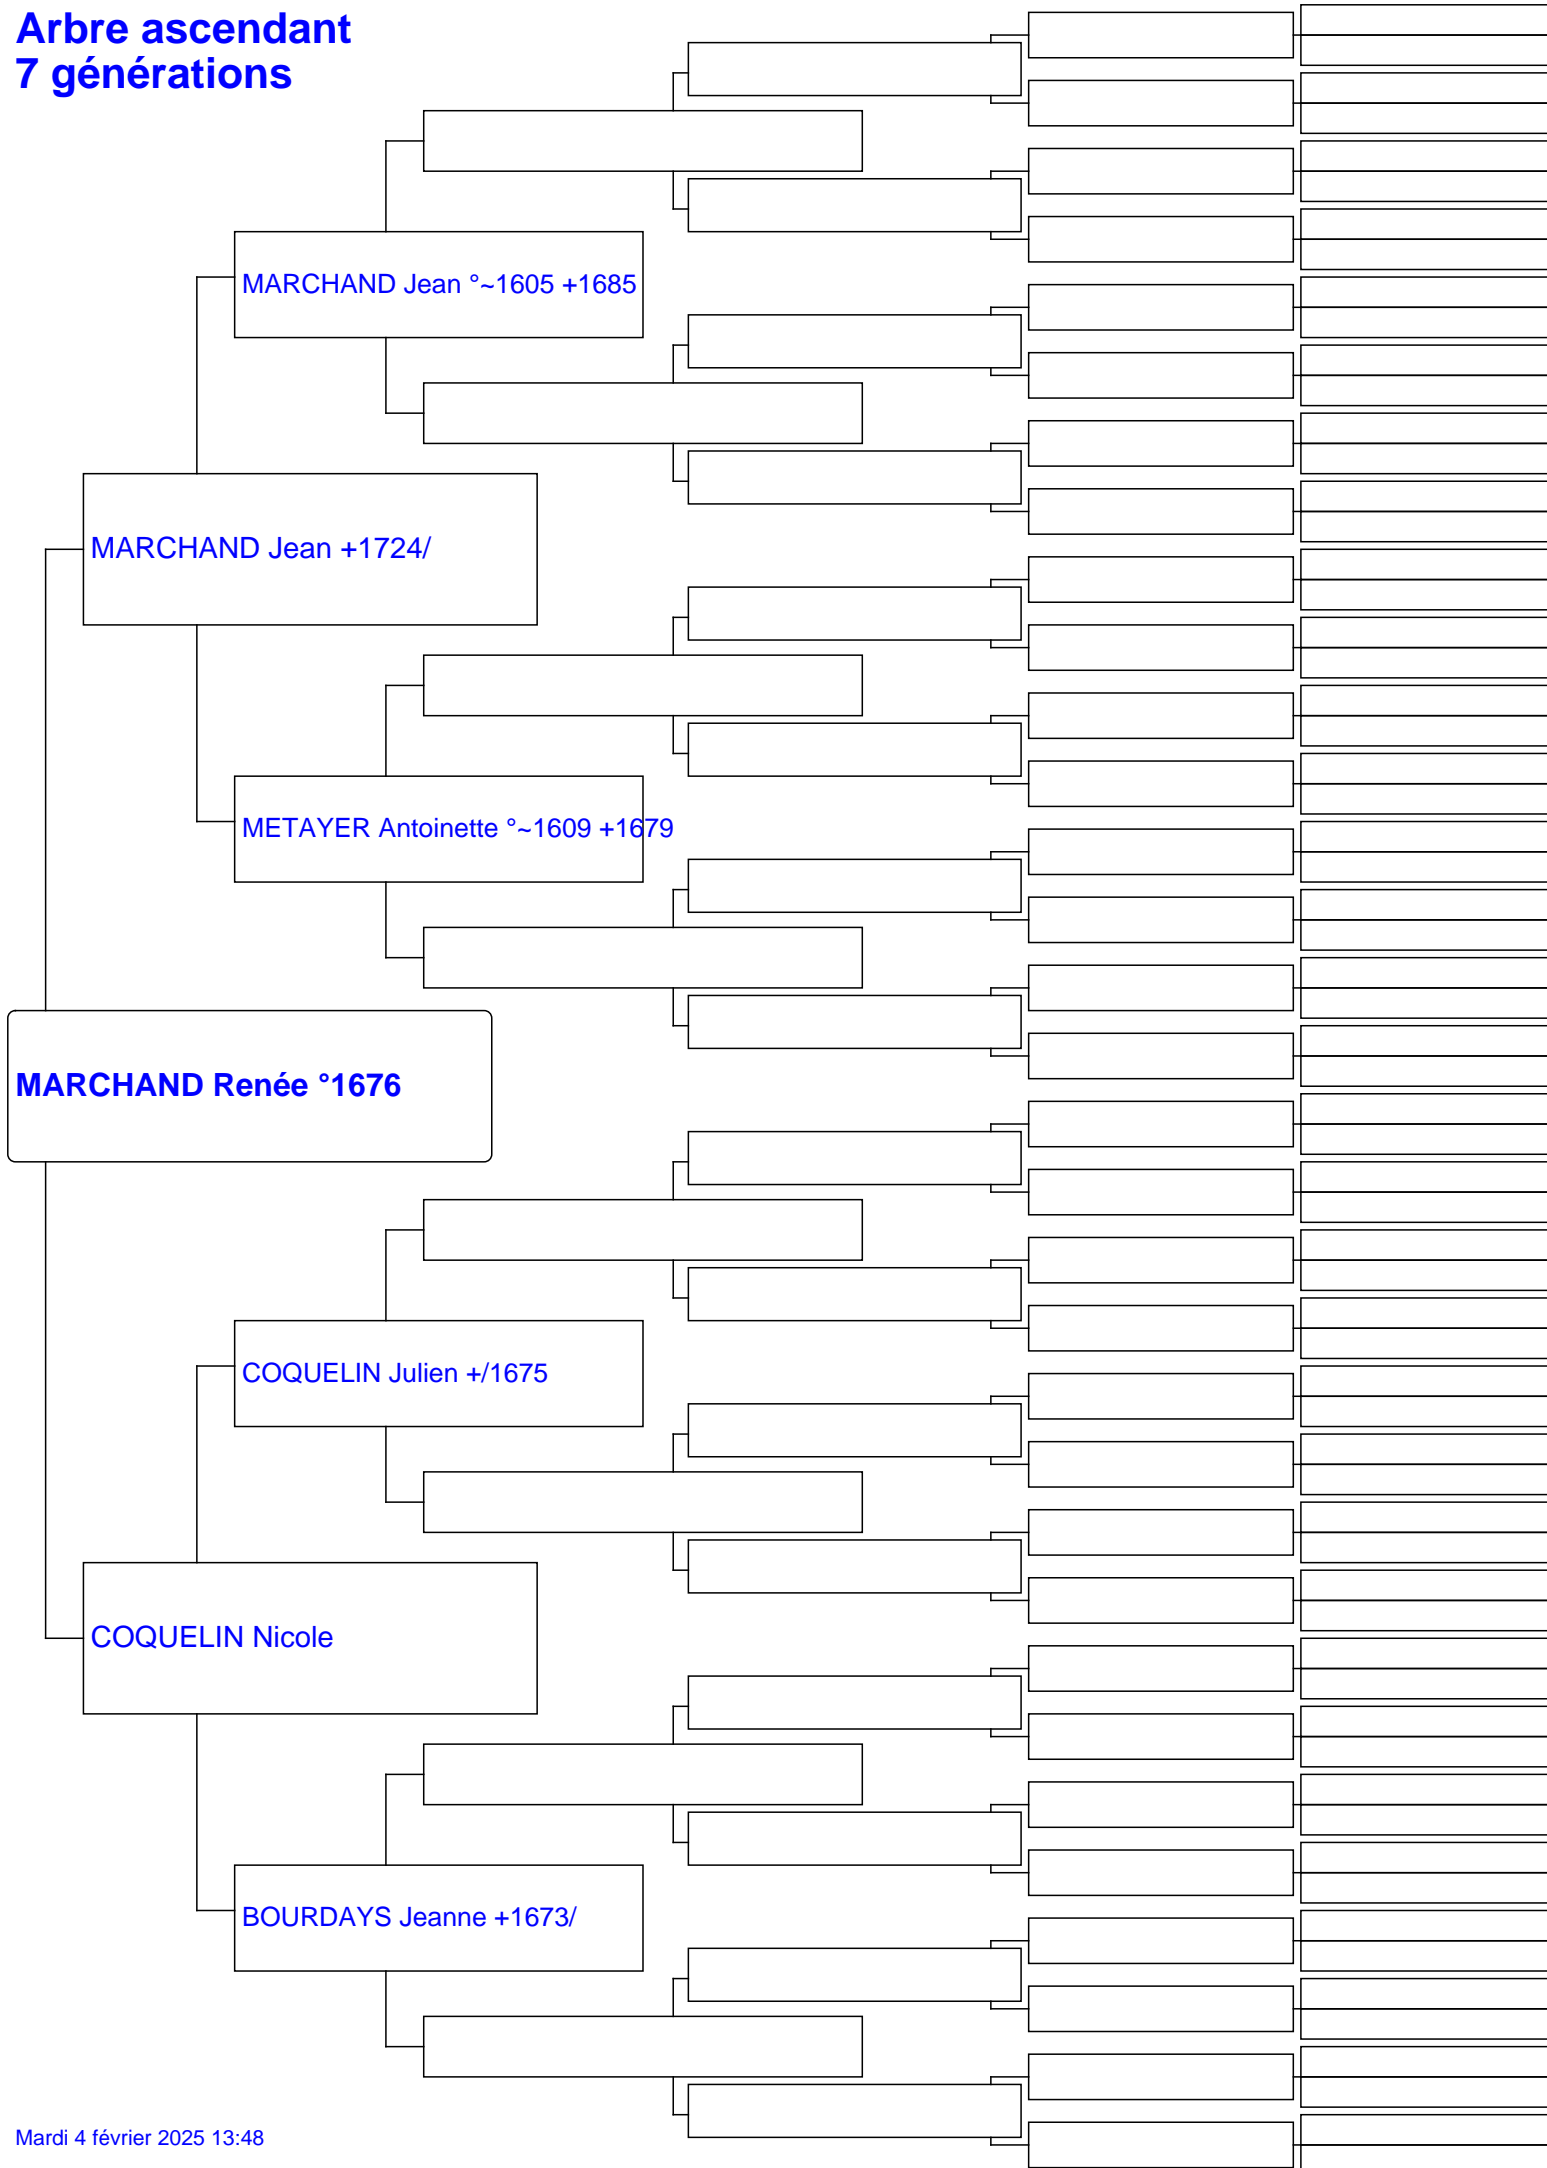 Arbre ascendant
7 générations
MARCHAND Jean °~1605 +1685
MARCHAND Jean +1724/
METAYER Antoinette °~1609 +1679
MARCHAND Renée °1676
COQUELIN Julien +/1675
COQUELIN Nicole
BOURDAYS Jeanne +1673/
Mardi 4 février 2025 13:48